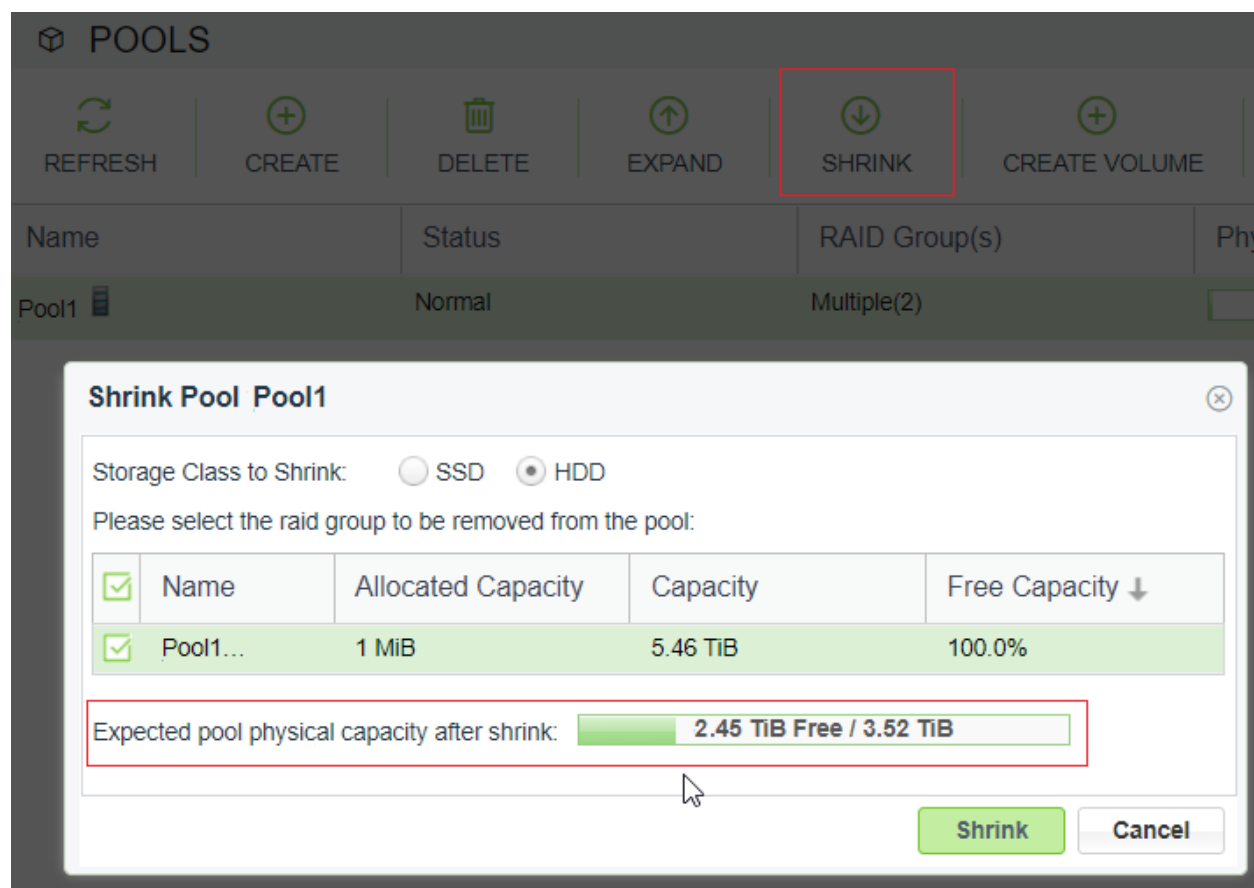 POOLS
REFRESH CREATE DELETE EXPAND SHRINK CREATE VOLUME
Name Status RAID Group(s) Phy
Pool1 Normal Multiple(2)
Shrink Pool Pool1
Storage Class to Shrink: SSD HDD
Please select the raid group to be removed from the pool:
Name Allocated Capacity Capacity Free Capacity
Pool1... 1 MiB 5.46 TiB 100.0%
Expected pool physical capacity after shrink: 2.45 TiB Free / 3.52 TiB
Shrink Cancel